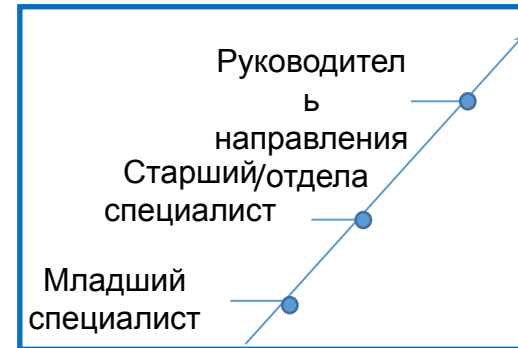 Руководител
ь
направления
/отдела
Старший
специалист
Младший
специалист